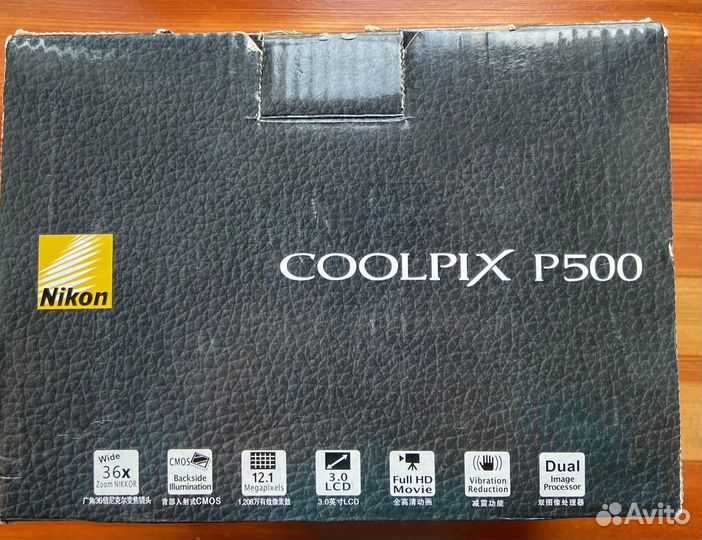 Nikon
COOLPIX P500
Wide
36x
Zoom NIKKOR
广角36倍尼克尔变焦镜头
CMOS
Backside
Illumination
背部入射式CMOS
12.1
Megapixels
1,208万有效像素数
3.0
LCD
3.0英寸LCD
Full HD
Movie
全高清动画
Vibration
Reduction
减震功能
Dual
Image
Processor
双图像处理器
Avito